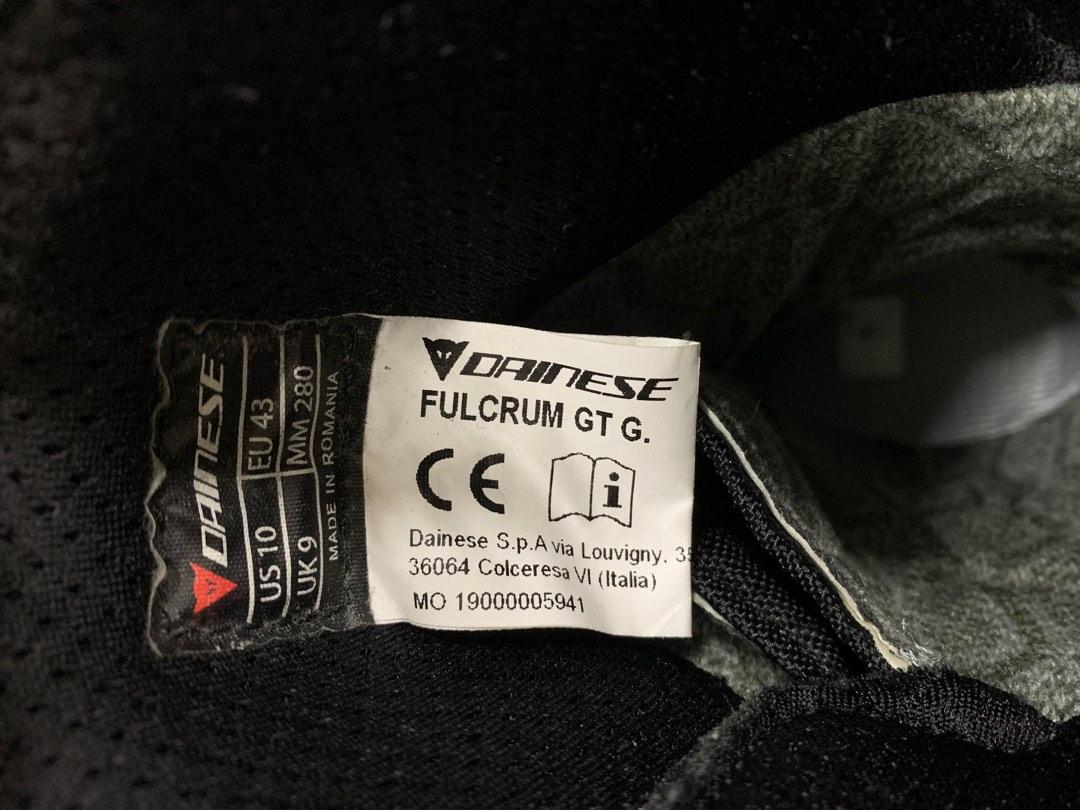 DAINESE
EU 43
MM 280
US 10
UK 9
MADE IN ROMANIA
DAINESE
FULCRUM GT G.
CE
i
Dainese S.p.A via Louvigny, 35
36064 Colceresa VI (Italia)
MO 19000005941